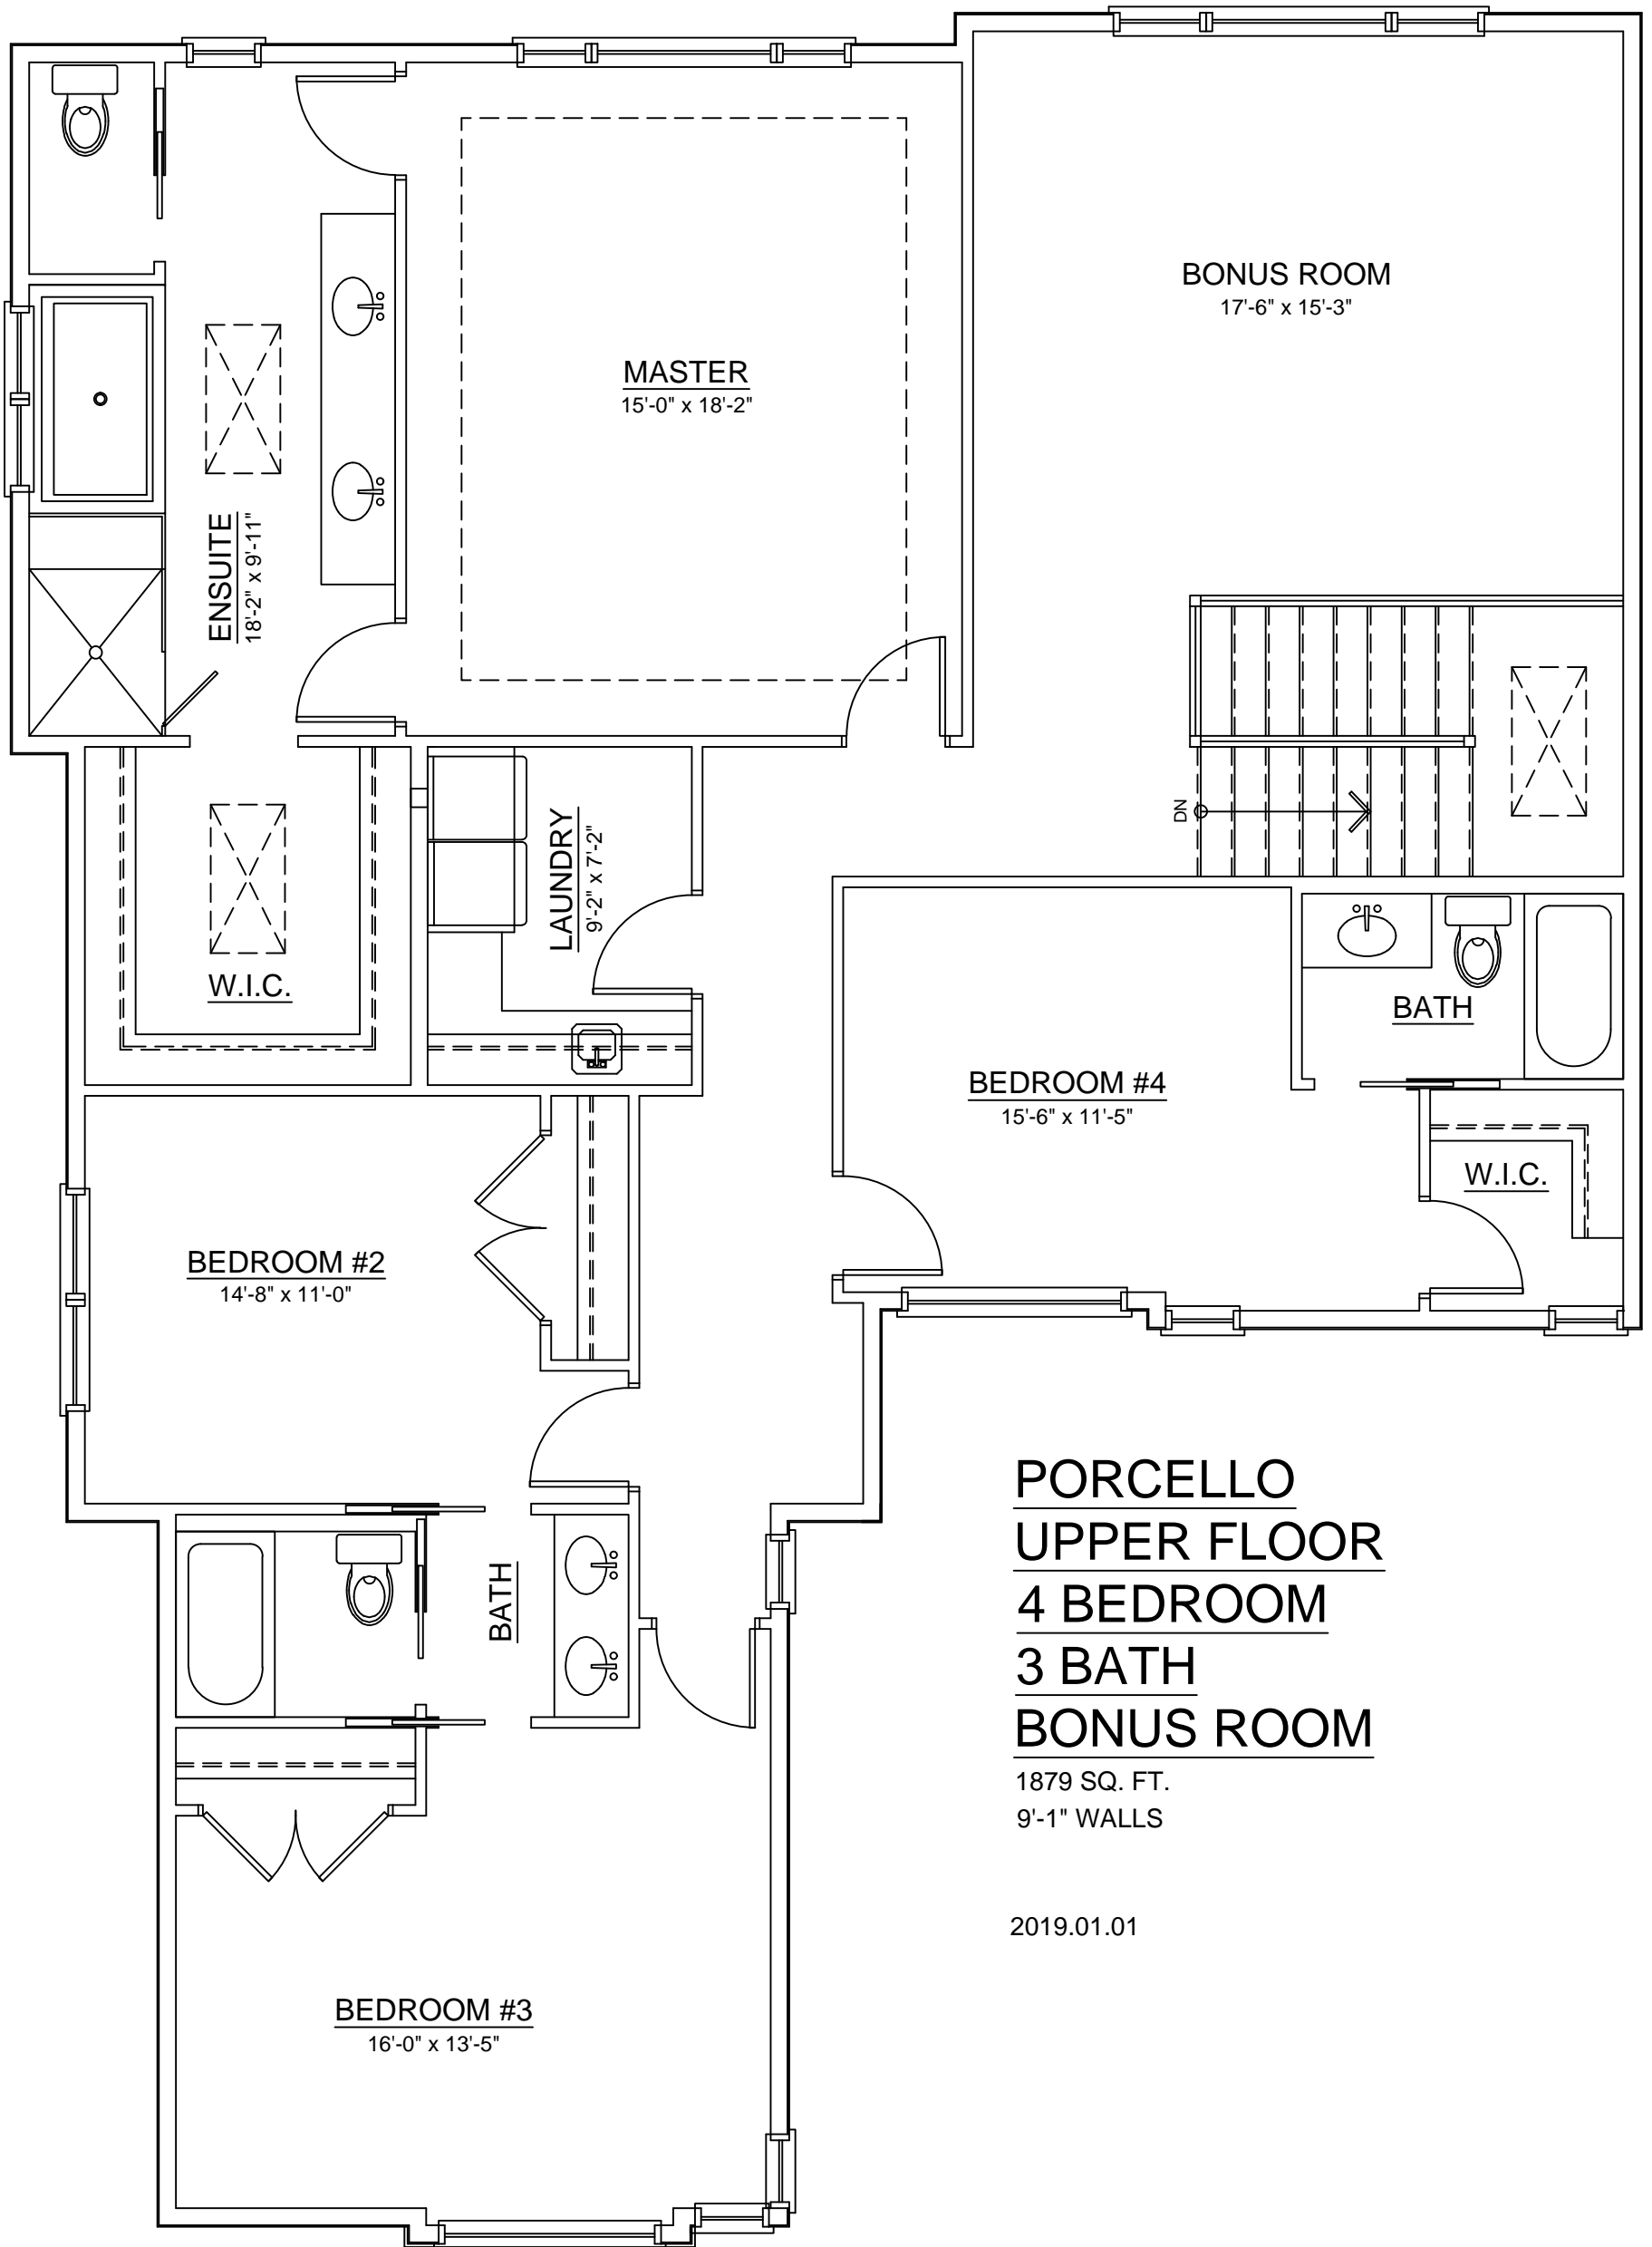 BONUS ROOM
17'-6" x 15'-3"
MASTER
15'-0" x 18'-2"
ENSUITE
18'-2" x 9'-11"
DN
LAUNDRY
9'-2" x 7'-2"
W.I.C.
BATH
BEDROOM #4
15'-6" x 11'-5"
W.I.C.
BEDROOM #2
14'-8" x 11'-0"
BATH
PORCELLO
UPPER FLOOR
4 BEDROOM
3 BATH
BONUS ROOM
1879 SQ. FT.
9'-1" WALLS
2019.01.01
BEDROOM #3
16'-0" x 13'-5"